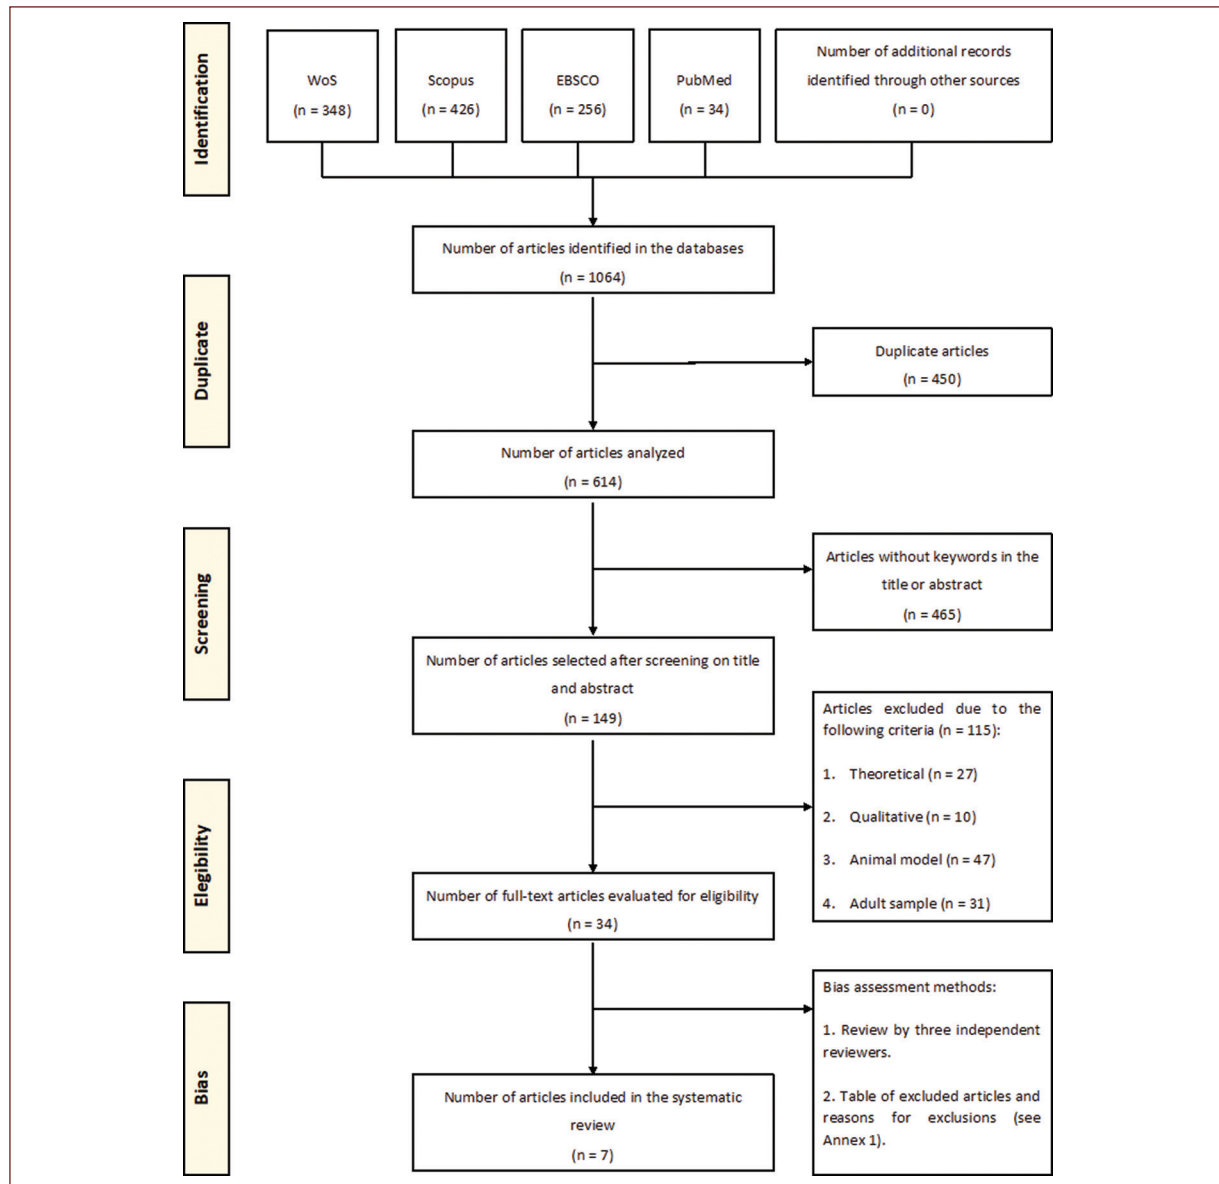 Identification
WoS
(n = 348)
Scopus
(n = 426)
EBSCO
(n = 256)
PubMed
(n = 34)
Number of additional records
identified through other sources
(n = 0)
Number of articles identified in the databases
(n = 1064)
Duplicate
Duplicate articles
(n = 450)
Number of articles analyzed
(n = 614)
Screening
Articles without keywords in the
title or abstract
(n = 465)
Number of articles selected after screening on title
and abstract
(n = 149)
Articles excluded due to the
following criteria (n = 115):
1. Theoretical (n = 27)
2. Qualitative (n = 10)
3. Animal model (n = 47)
4. Adult sample (n = 31)
Elegibility
Number of full-text articles evaluated for eligibility
(n = 34)
Bias
Bias assessment methods:
1. Review by three independent
reviewers.
2. Table of excluded articles and
reasons for exclusions (see
Annex 1).
Number of articles included in the systematic
review
(n = 7)